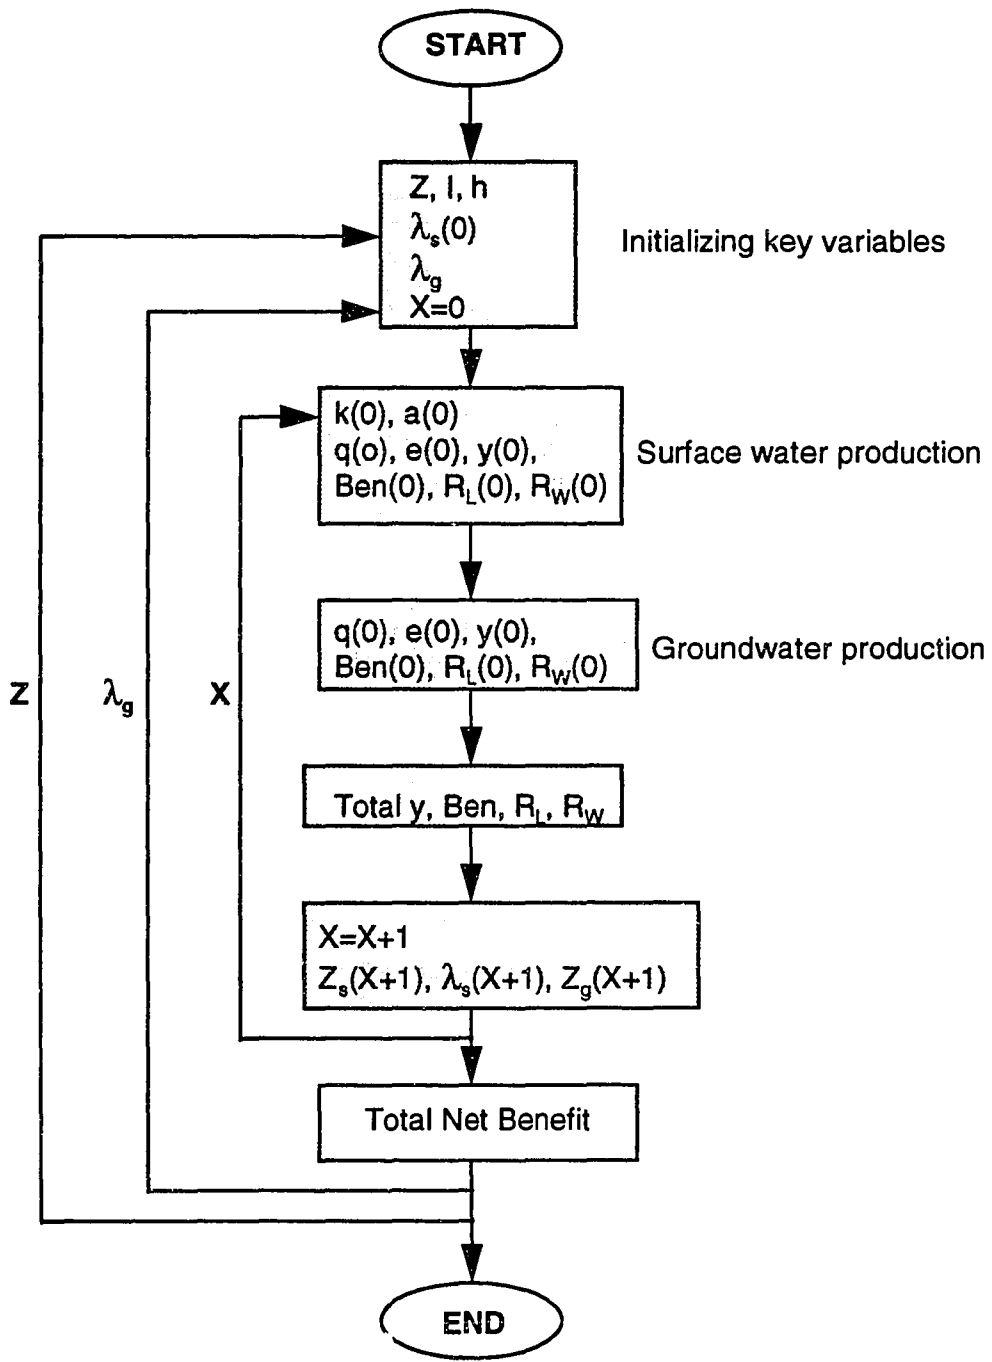 START
Z, l, h
λs(0)
λg
X=0
Initializing key variables
k(0), a(0)
q(o), e(0), y(0),
Ben(0), RL(0), RW(0)
Surface water production
q(0), e(0), y(0),
Ben(0), RL(0), RW(0)
Groundwater production
Z
λg
X
Total y, Ben, RL, RW
X=X+1
Zs(X+1), λs(X+1), Zg(X+1)
Total Net Benefit
END